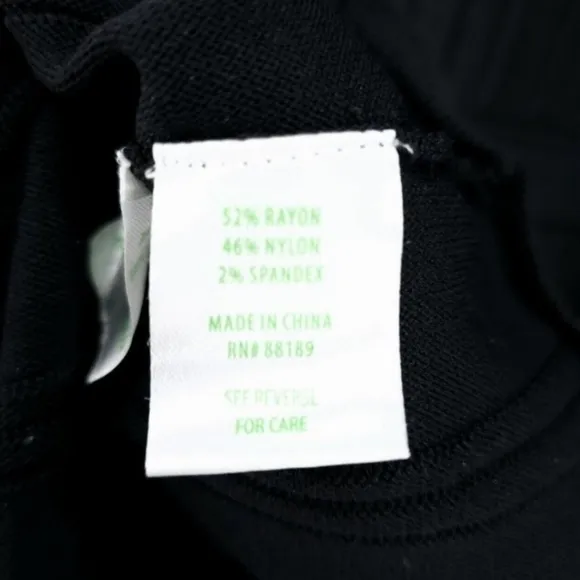 52% RAYON
46% NYLON
2% SPANDEX
MADE IN CHINA
RN# 88189
SEE REVERSE
FOR CARE